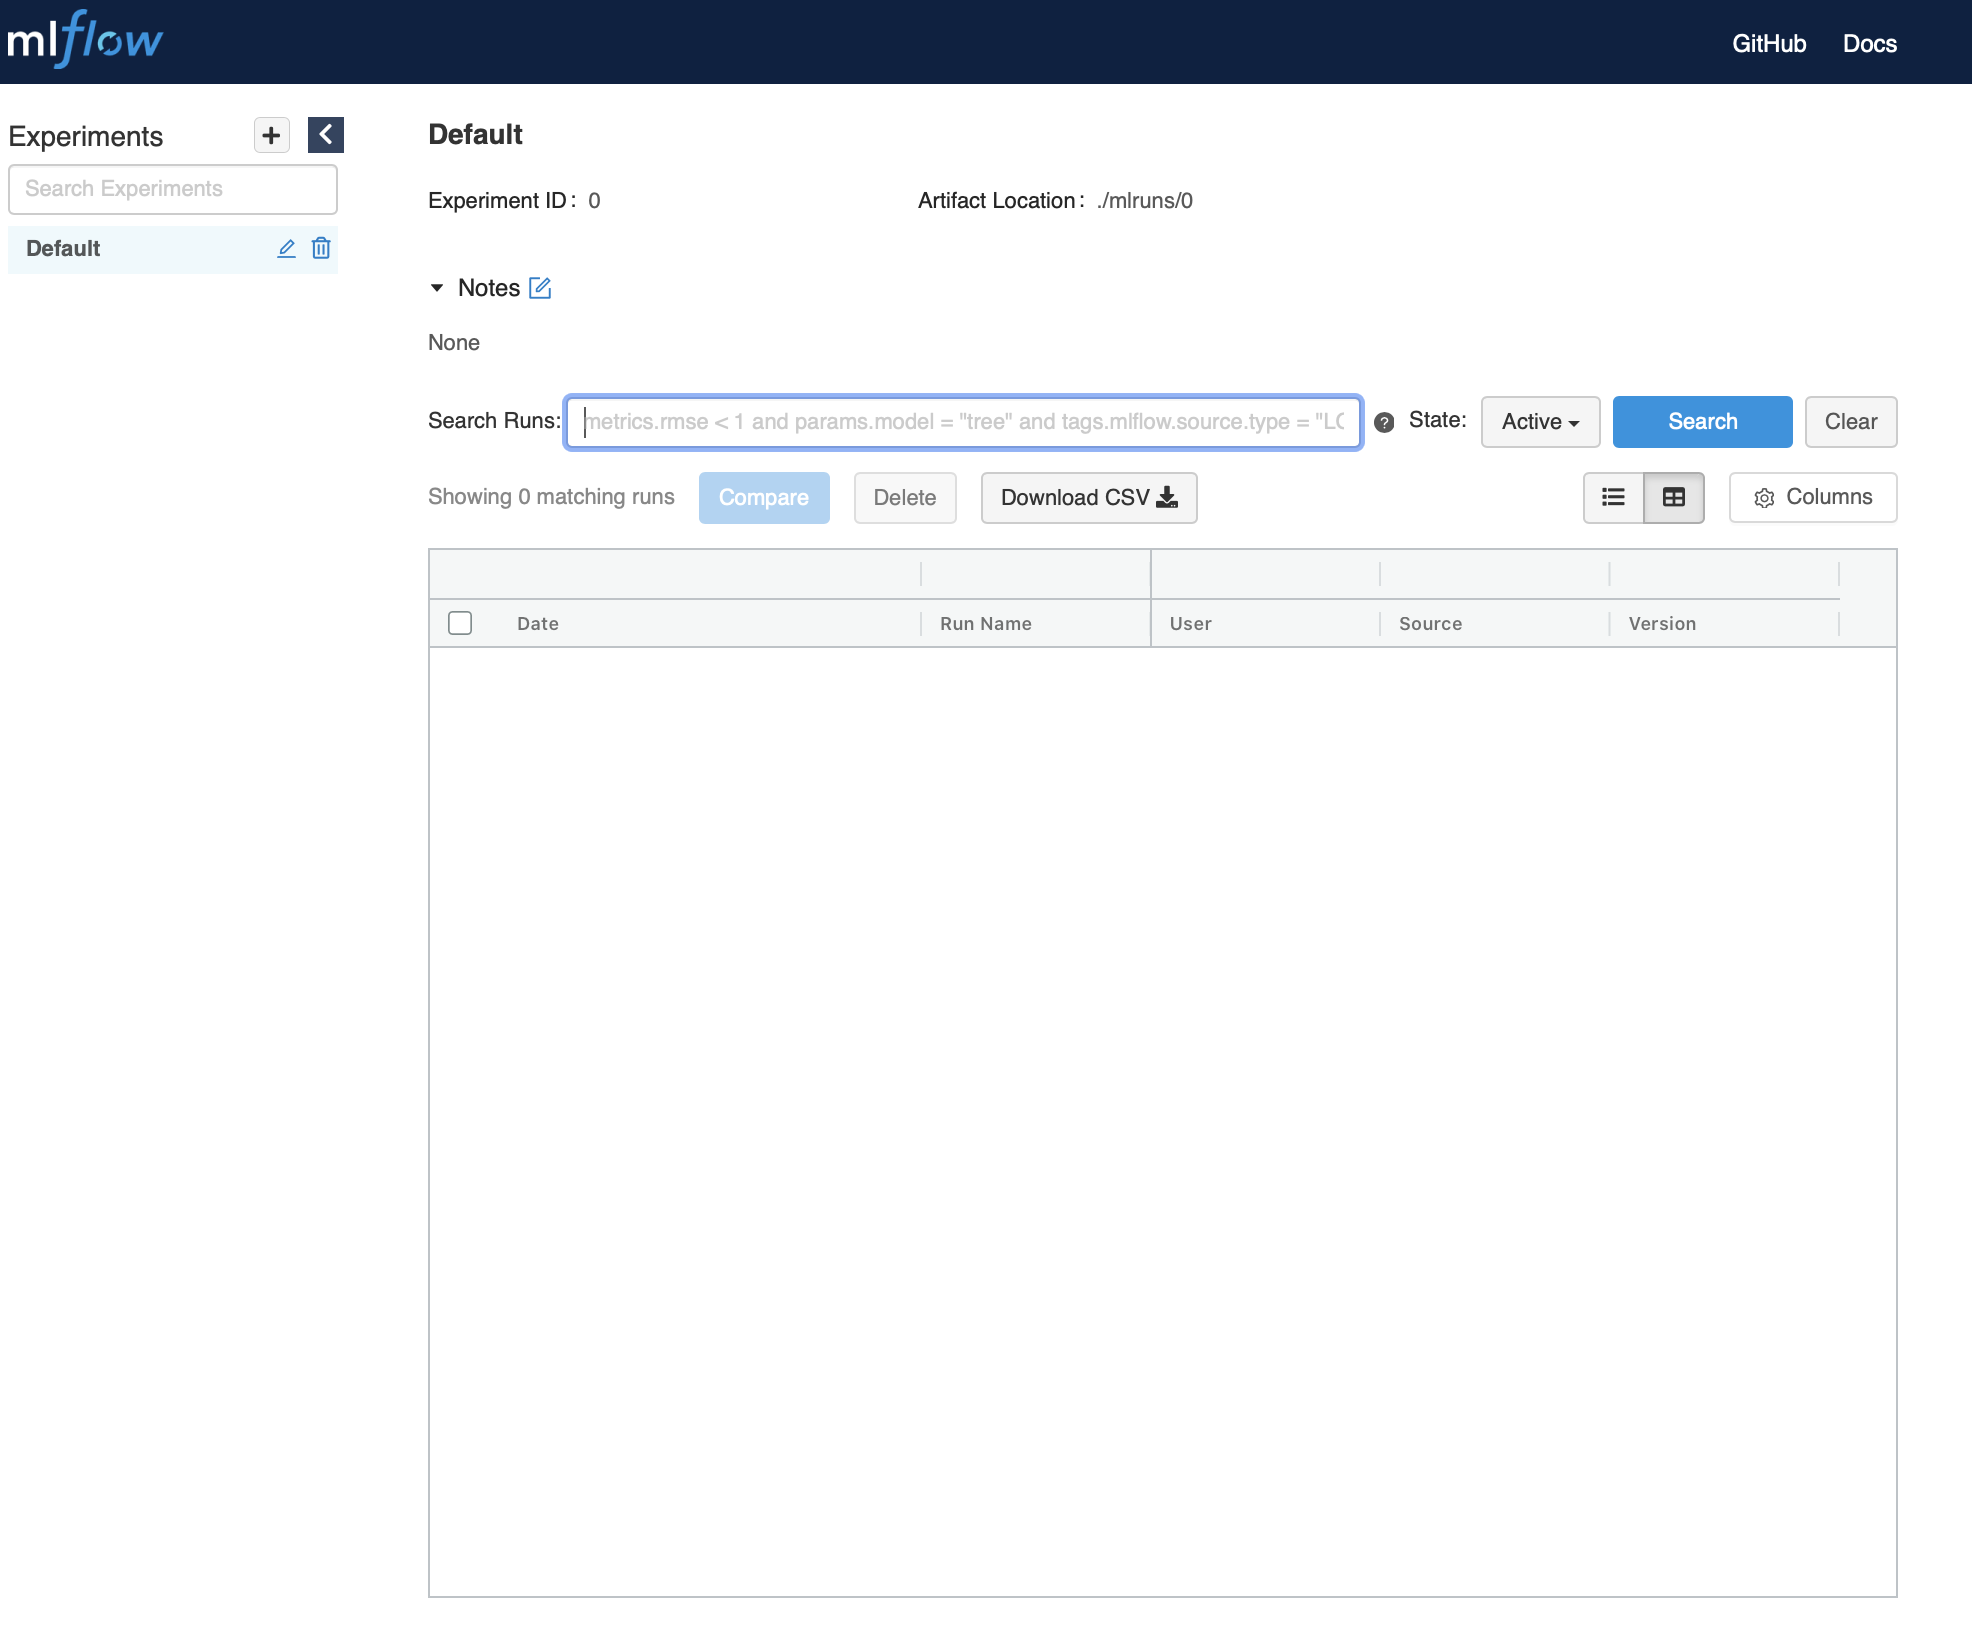 mlflow
GitHub Docs
Experiments
Search Experiments
Default
Default
Experiment ID: 0 Artifact Location: ./mlruns/0
Notes
None
Search Runs: metrics.rmse < 1 and params.model = "tree" and tags.mlflow.source.type = "LO ? State: Active Search Clear
Showing 0 matching runs Compare Delete Download CSV Columns
Date Run Name User Source Version